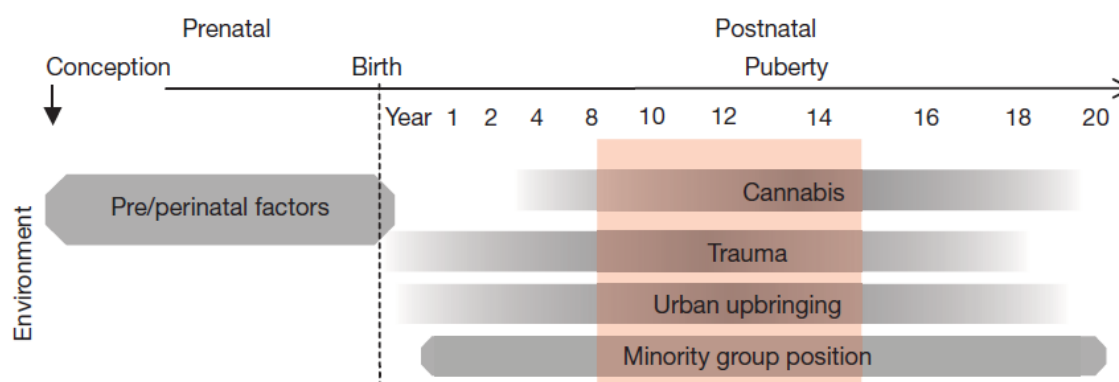 Prenatal Postnatal
Conception Birth Puberty
Year 1 2 4 8 10 12 14 16 18 20
Environment
Pre/perinatal factors
Cannabis
Trauma
Urban upbringing
Minority group position